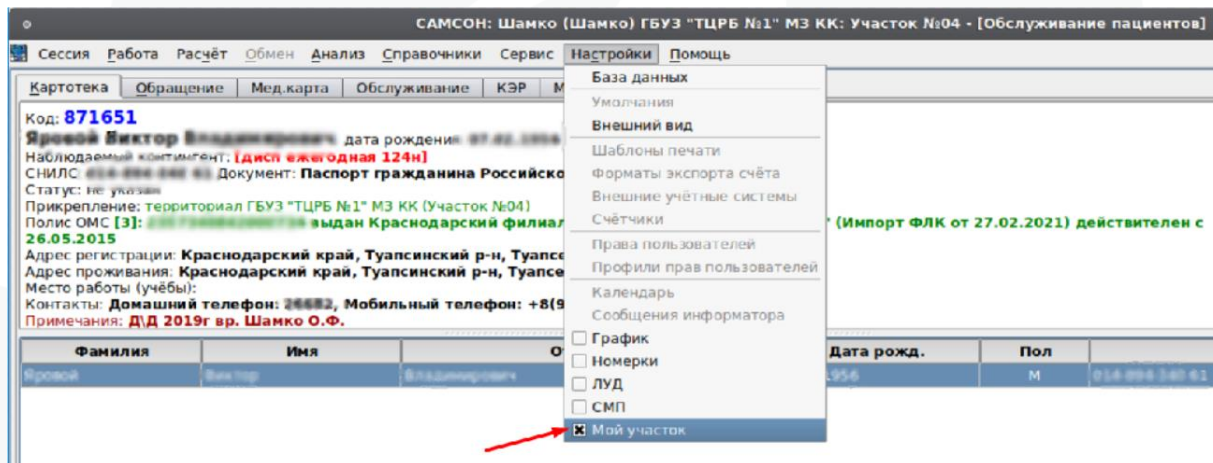 САМСОН: Шамко (Шамко) ГБУЗ "ТЦРБ №1" МЗ КК: Участок №04 - [Обслуживание пациентов]
Сессия Работа Расчёт Обмен Анализ Справочники Сервис Настройки Помощь
Картотека Обращение Мед.карта Обслуживание КЭР М
Код: 871651
дата рождени
Наблюдаемый контингент: [дисп ежегодная 124н]
СНИЛС Документ: Паспорт гражданина Российско
Статус: не указан
Прикрепление: территориал ГБУЗ "ТЦРБ №1" МЗ КК (Участок №04)
Полис ОМС [3]: выдан Краснодарский филиал " (Импорт ФЛК от 27.02.2021) действителен с
26.05.2015
Адрес регистрации: Краснодарский край, Туапсинский р-н, Туапсе
Адрес проживания: Краснодарский край, Туапсинский р-н, Туапсе
Место работы (учёбы):
Контакты: Домашний телефон: , Мобильный телефон: +8(9
Примечания: Д\Д 2019г вр. Шамко О.Ф.
Фамилия Имя О Дата рожд. Пол
1956 М
База данных
Умолчания
Внешний вид
Шаблоны печати
Форматы экспорта счёта
Внешние учётные системы
Счётчики
Права пользователей
Профили прав пользователей
Календарь
Сообщения информатора
График
Номерки
ЛУД
СМП
Мой участок